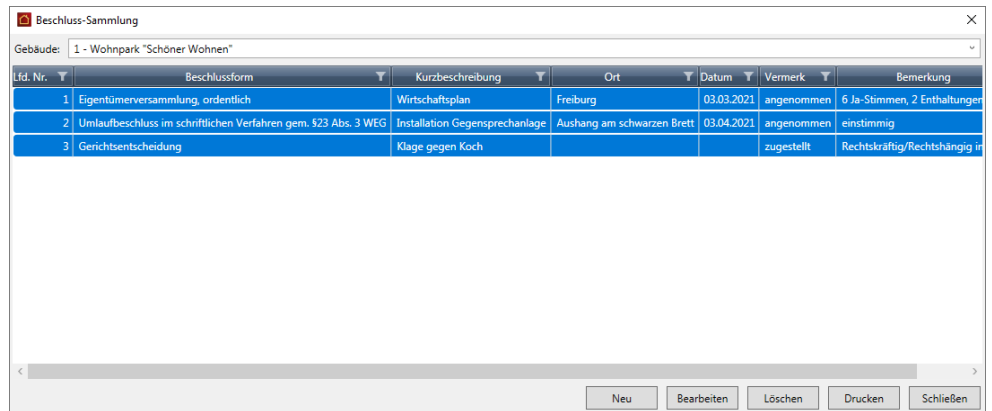 Beschluss-Sammlung
Gebäude: 1 - Wohnpark "Schöner Wohnen"
Lfd. Nr. Beschlussform Kurzbeschreibung Ort Datum Vermerk Bemerkung
1 Eigentümerversammlung, ordentlich Wirtschaftsplan Freiburg 03.03.2021 angenommen 6 Ja-Stimmen, 2 Enthaltungen
2 Umlaufbeschluss im schriftlichen Verfahren gem. §23 Abs. 3 WEG Installation Gegensprechanlage Aushang am schwarzen Brett 03.04.2021 angenommen einstimmig
3 Gerichtsentscheidung Klage gegen Koch zugestellt Rechtskräftig/Rechtshängig
Neu Bearbeiten Löschen Drucken Schließen